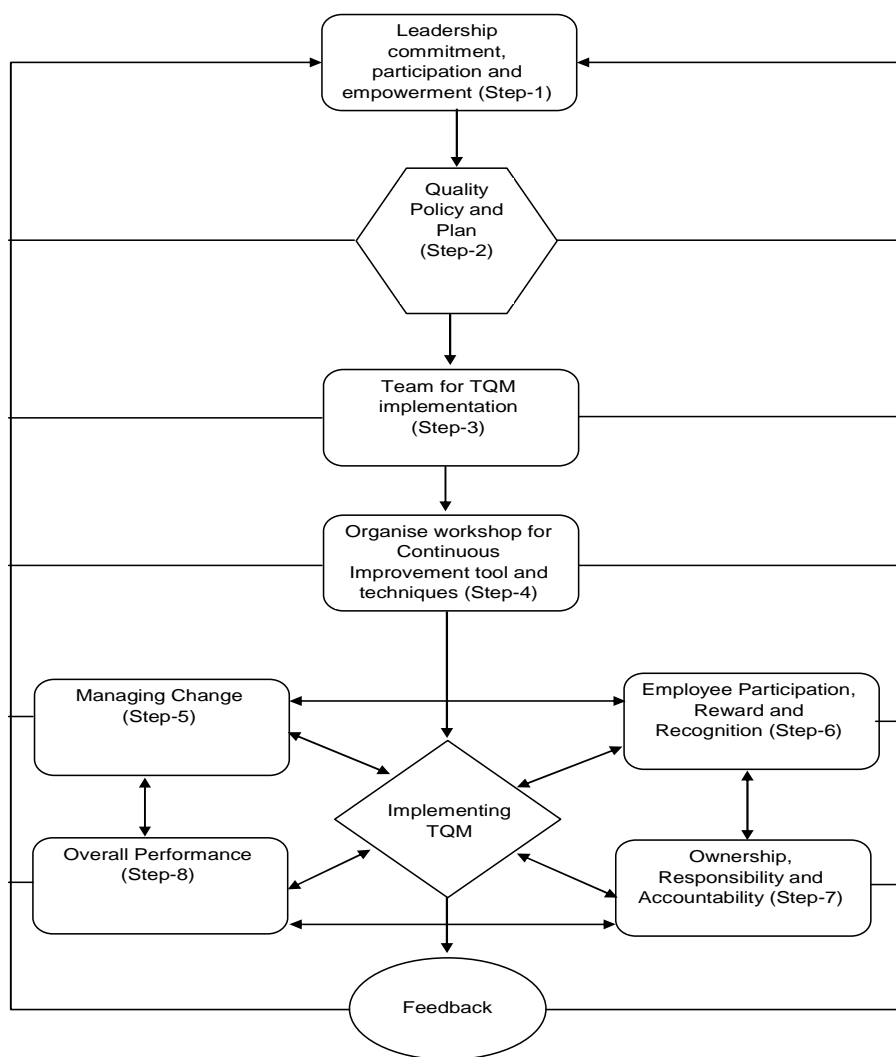 Leadership
commitment,
participation and
empowerment (Step-1)
Quality
Policy and
Plan
(Step-2)
Team for TQM
implementation
(Step-3)
Organise workshop for
Continuous
Improvement tool and
techniques (Step-4)
Managing Change
(Step-5)
Employee Participation,
Reward and
Recognition (Step-6)
Implementing
TQM
Overall Performance
(Step-8)
Ownership,
Responsibility and
Accountability (Step-7)
Feedback